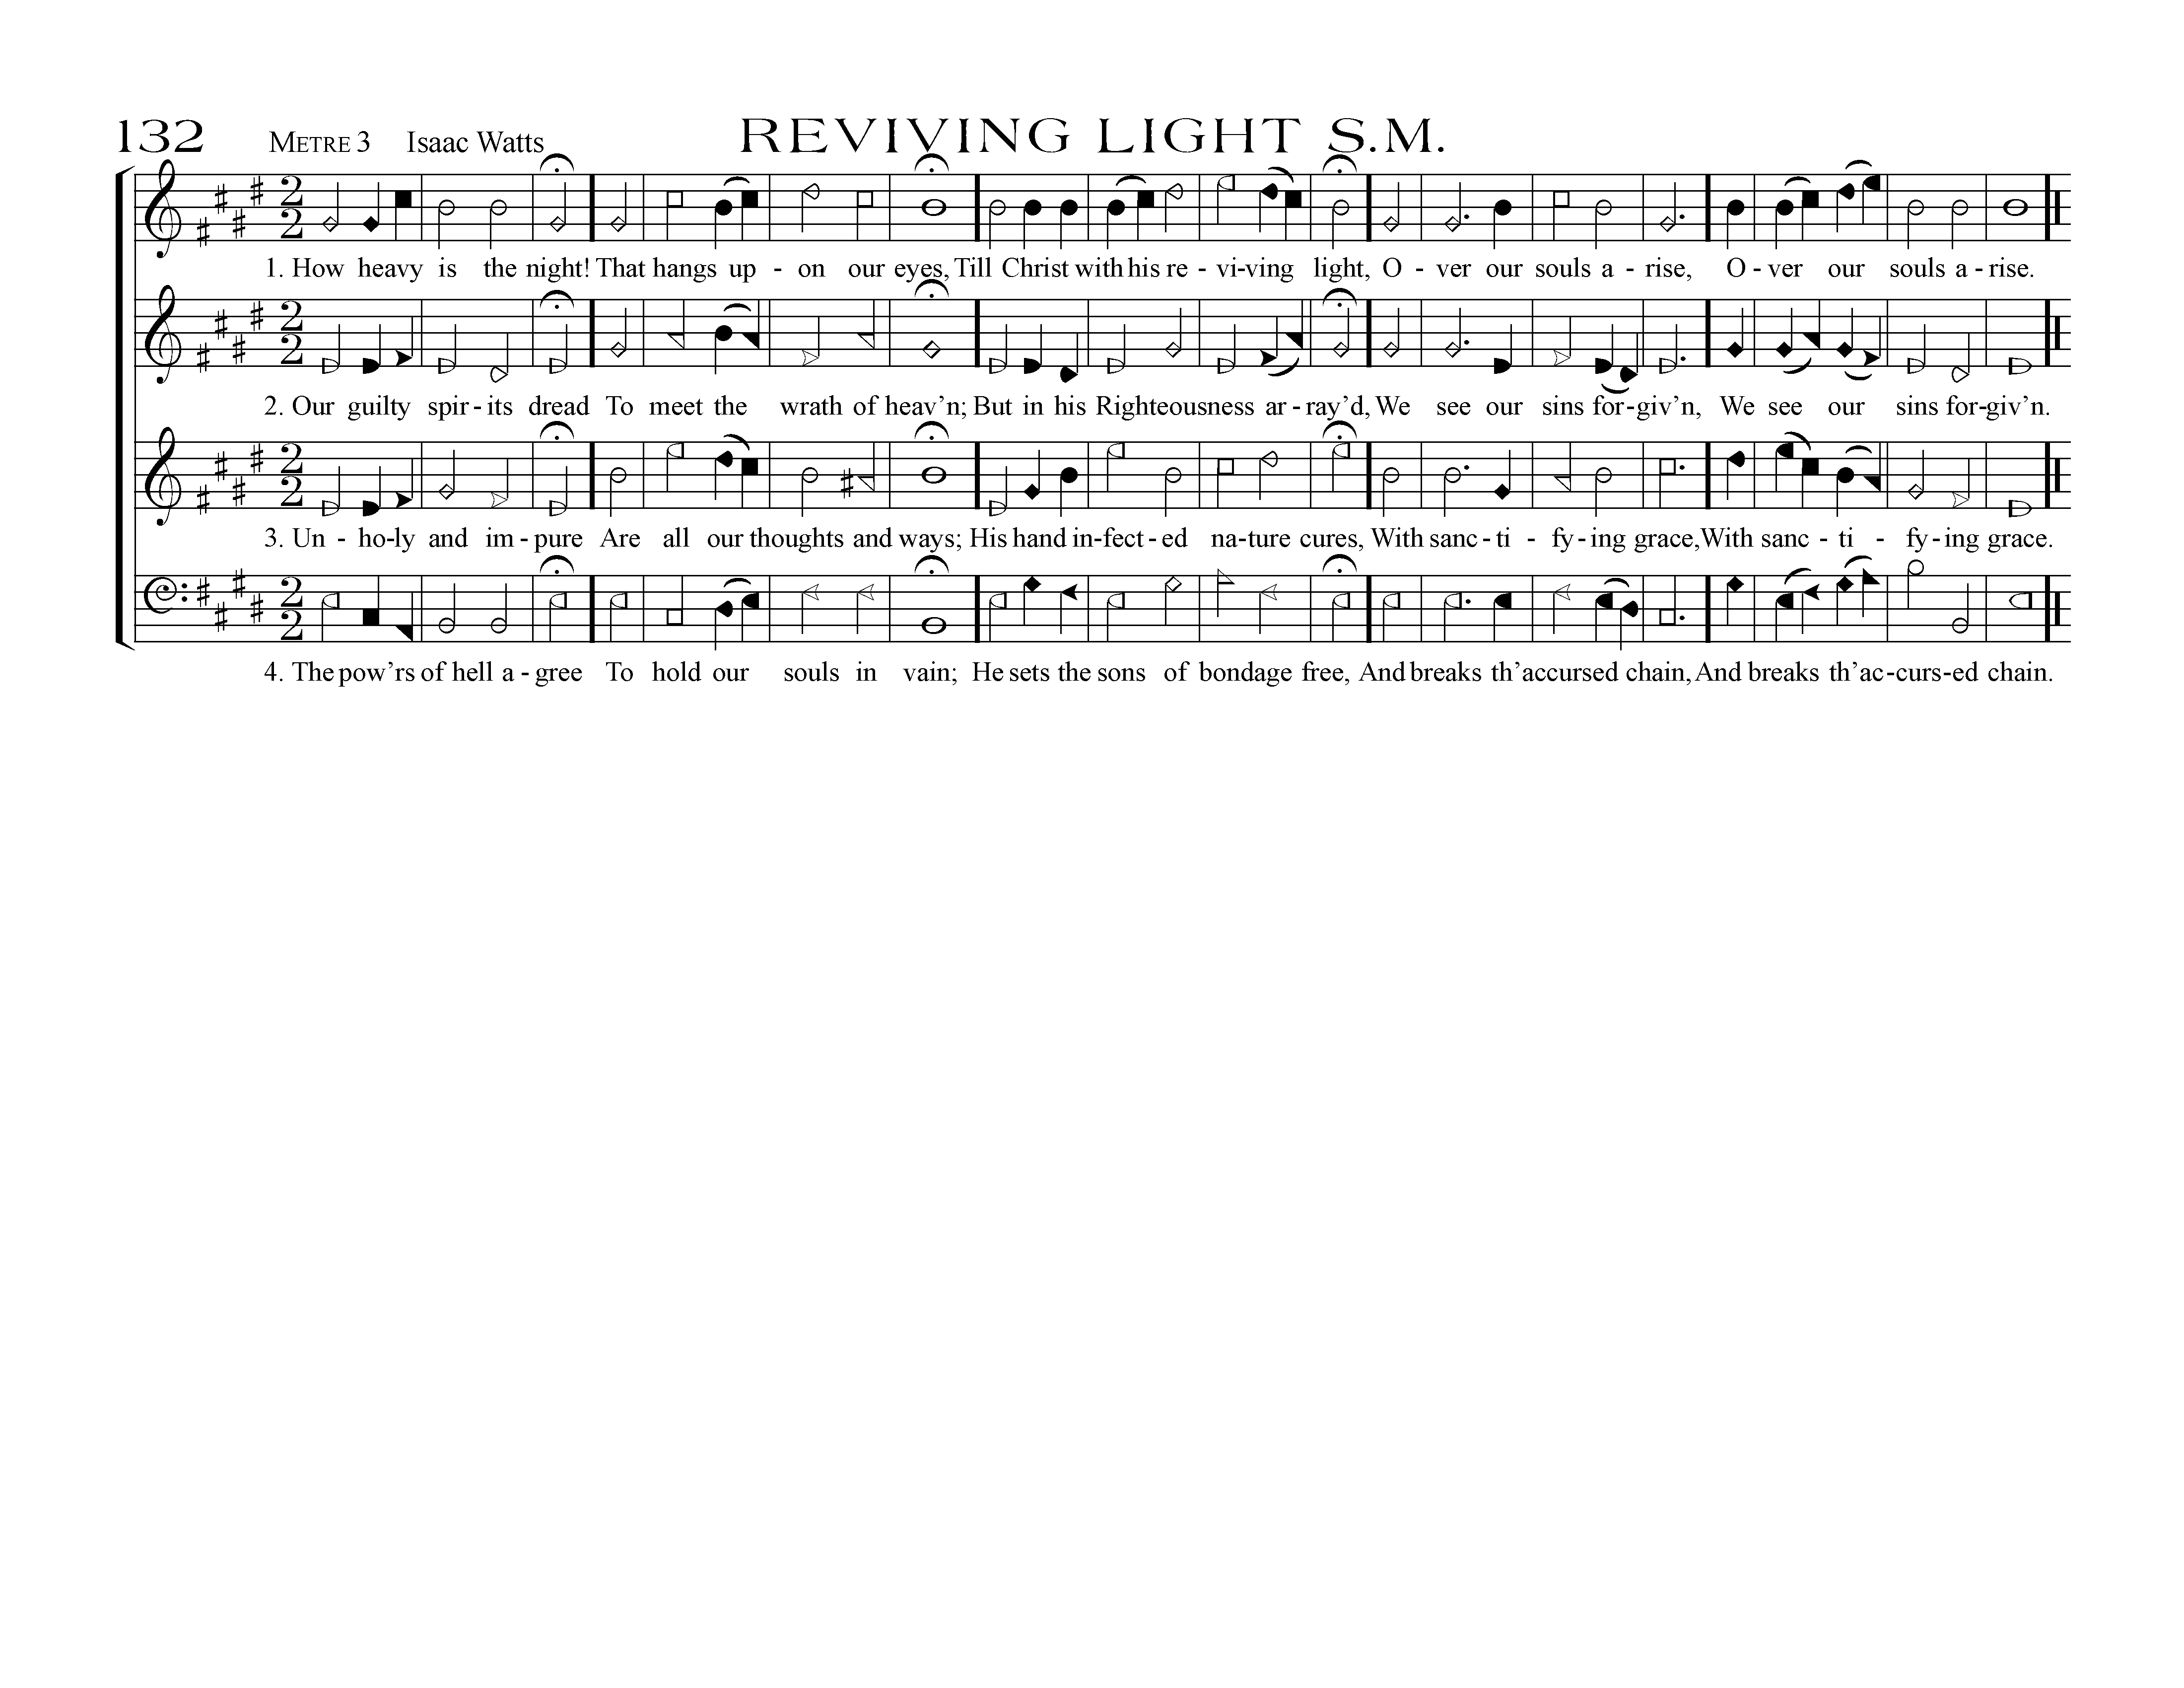 132 METRE 3 Isaac Watts REVIVING LIGHT S.M.
1. How heavy is the night! That hangs up - on our eyes, Till Christ with his re - vi-ving light, O - ver our souls a - rise, O - ver our souls a - rise.
2. Our guilty spir - its dread To meet the wrath of heav’n; But in his Righteousness ar - ray’d, We see our sins for-giv’n, We see our sins for-giv’n.
3. Un - ho-ly and im - pure Are all our thoughts and ways; His hand in-fect - ed na-ture cures, With sanc - ti - fy - ing grace, With sanc - ti - fy - ing grace.
4. The pow’rs of hell a - gree To hold our souls in vain; He sets the sons of bondage free, And breaks th’accursed chain, And breaks th’ac-curs-ed chain.